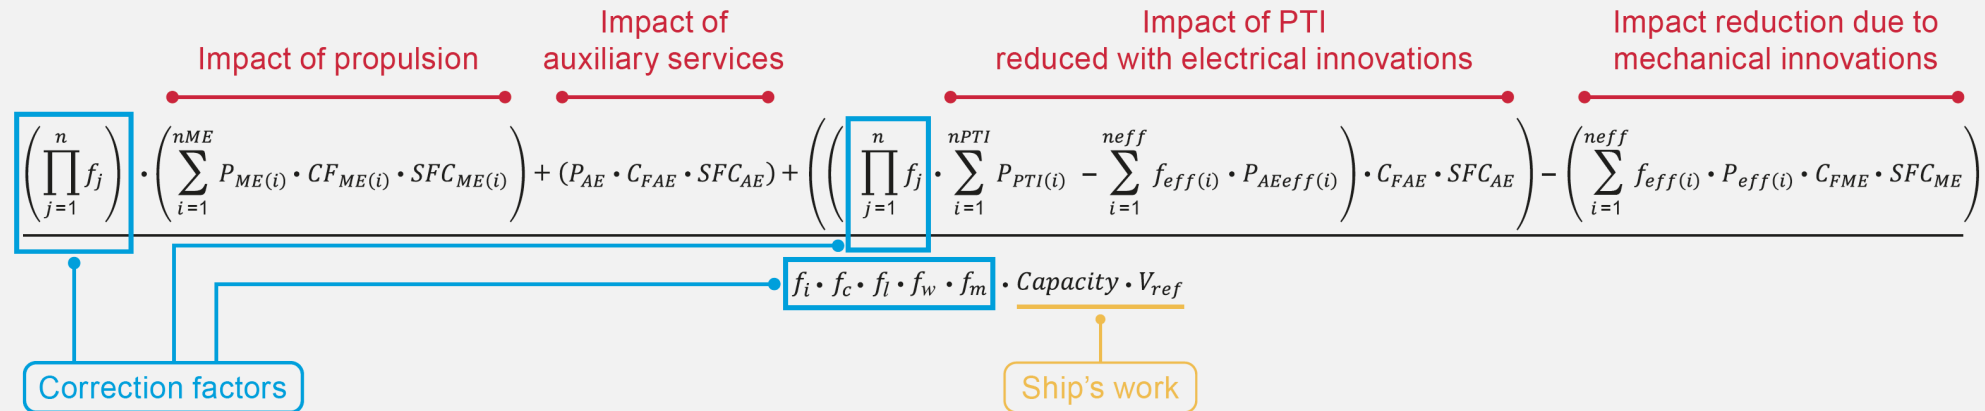 Impact of propulsion
Impact of
auxiliary services
Impact of PTI
reduced with electrical innovations
Impact reduction due to
mechanical innovations
(∏_{j=1}^{n} f_j) · (∑_{i=1}^{nME} P_{ME(i)} · CF_{ME(i)} · SFC_{ME(i)}) + (P_{AE} · C_{FAE} · SFC_{AE}) + ((( ∏_{j=1}^{n} f_j · ∑_{i=1}^{nPTI} P_{PTI(i)} − ∑_{i=1}^{neff} f_{eff(i)} · P_{AEeff(i)}) · C_{FAE} · SFC_{AE}) − (∑_{i=1}^{neff} f_{eff(i)} · P_{eff(i)} · C_{FME} · SFC_{ME})
f_i · f_c · f_l · f_w · f_m · Capacity · V_{ref}
Correction factors
Ship's work